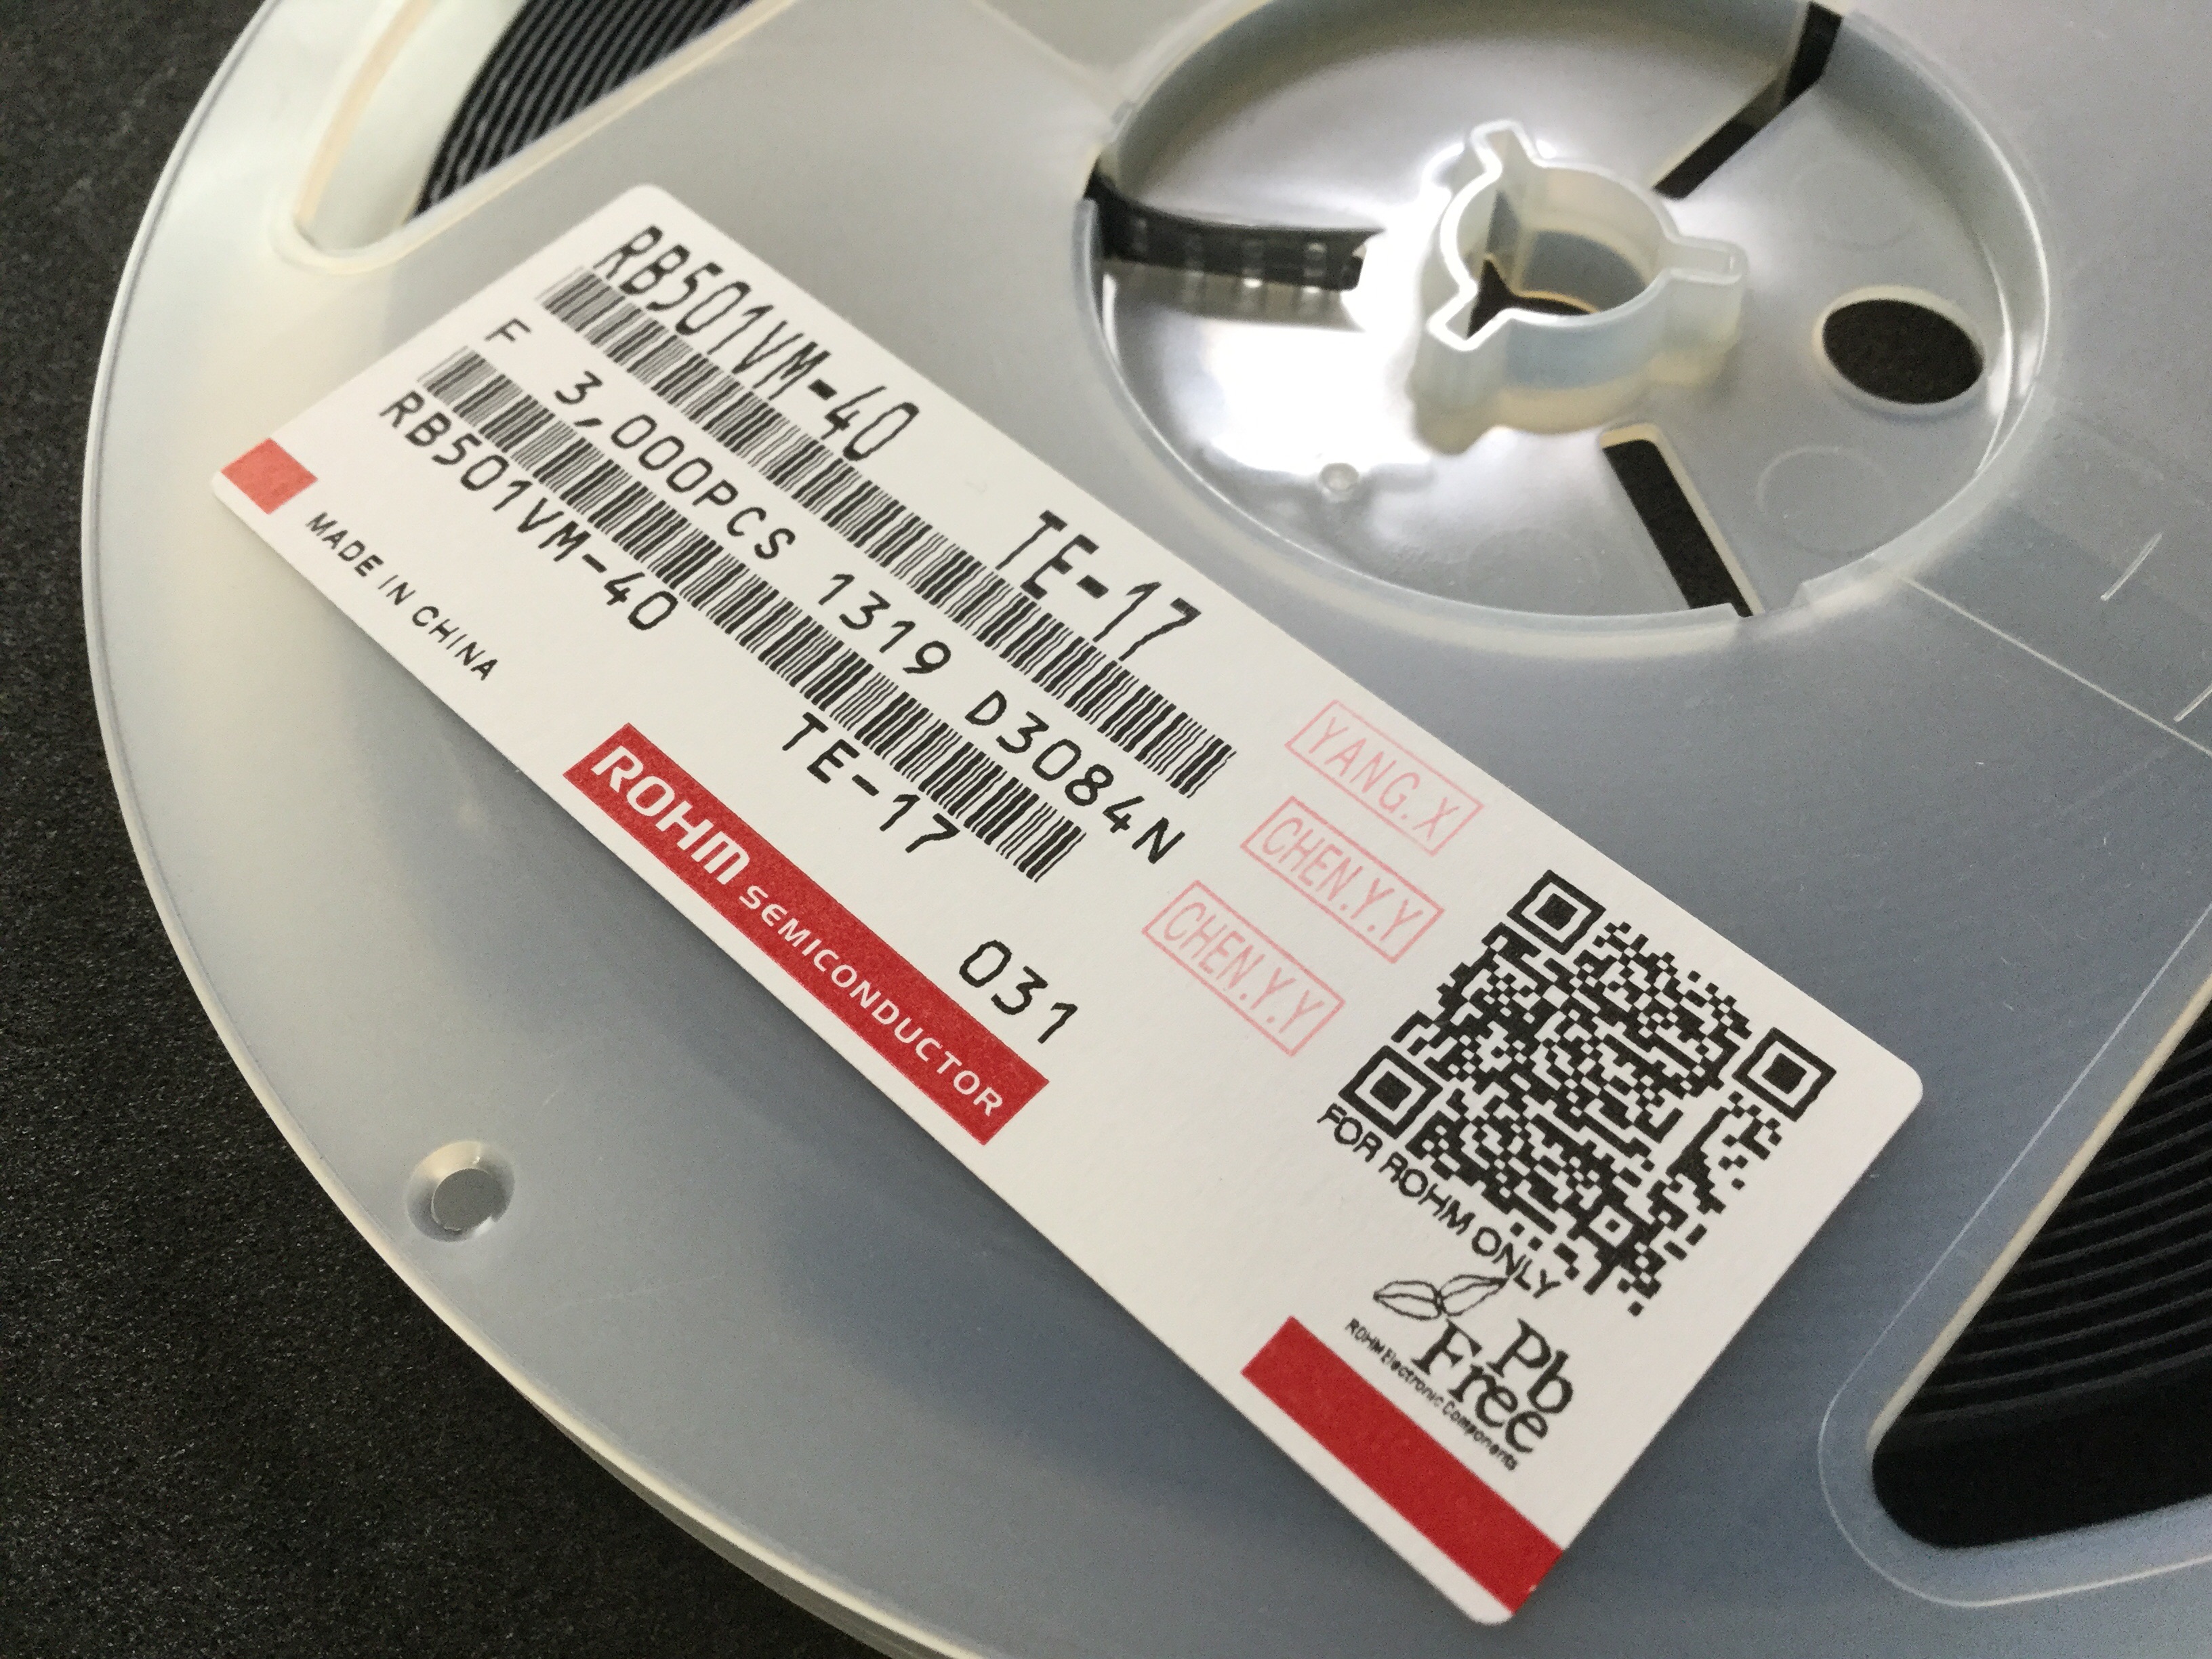 RB501VM-40 TE-17
F 3,000PCS 1319 D3084N
RB501VM-40 TE-17
MADE IN CHINA
ROHM SEMICONDUCTOR
031
YANG.X
CHEN.Y.Y
CHEN.Y.Y
FOR ROHM ONLY
Pb
Free
ROHM Electronic Components